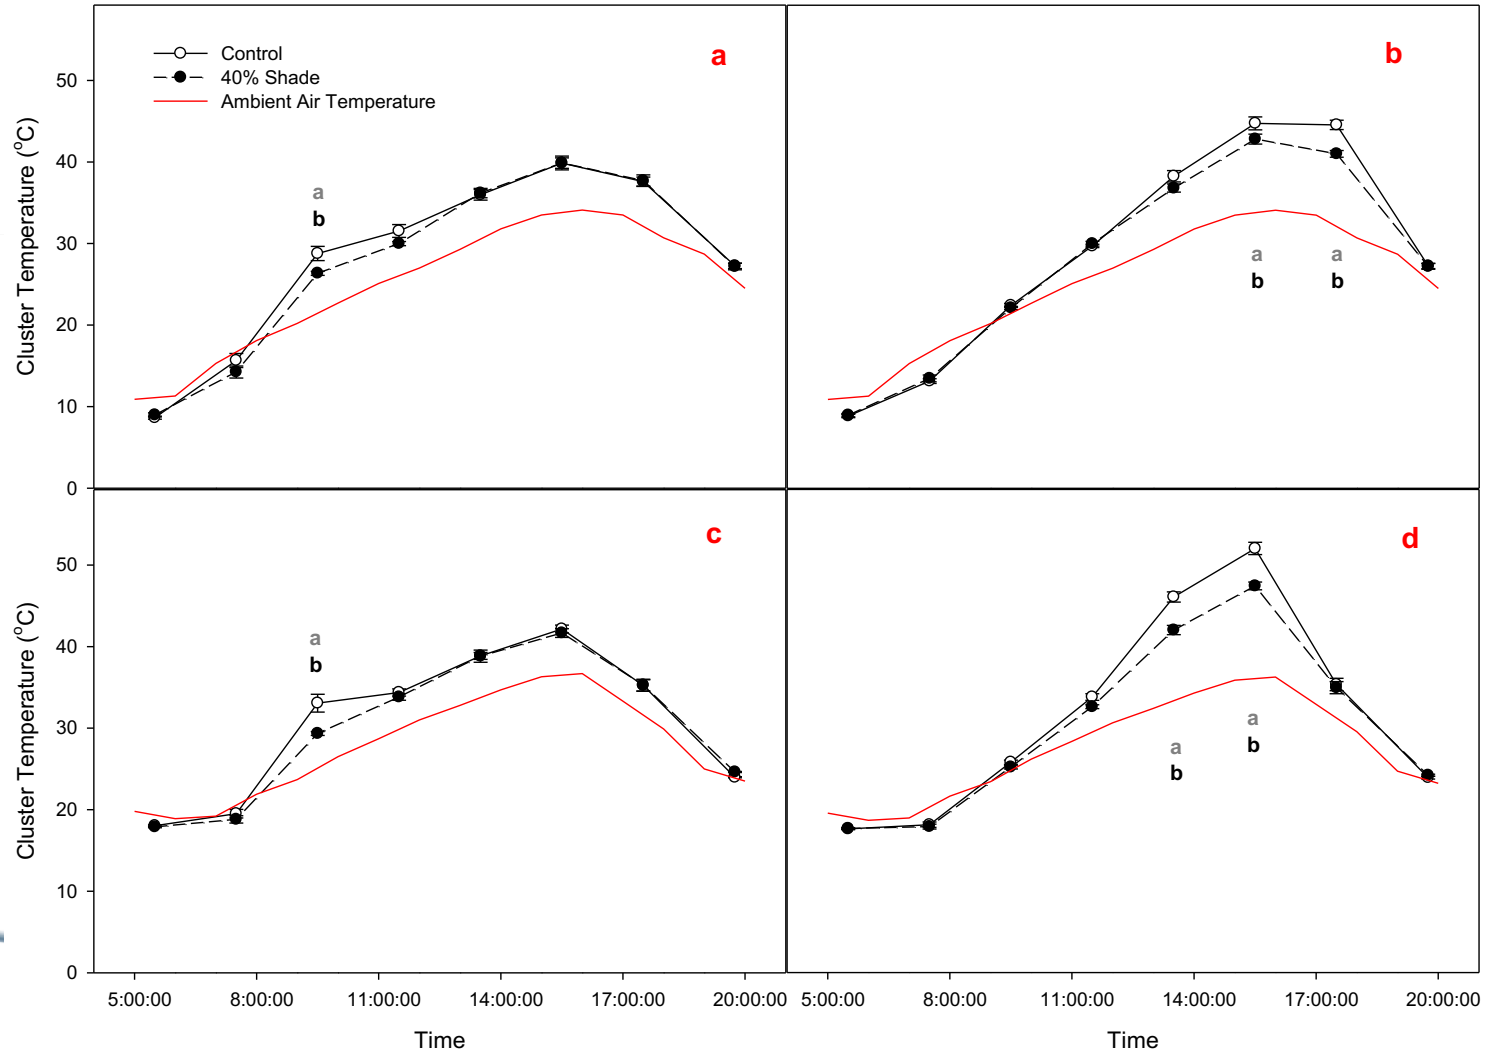 a
Control
40% Shade
Ambient Air Temperature
50
40
30
20
10
0
Cluster Temperature (°C)
a
b
b
a
b
a
b
c
50
40
30
20
10
0
Cluster Temperature (°C)
a
b
5:00:00 8:00:00 11:00:00 14:00:00 17:00:00 20:00:00
Time
d
a
b
a
b
5:00:00 8:00:00 11:00:00 14:00:00 17:00:00 20:00:00
Time